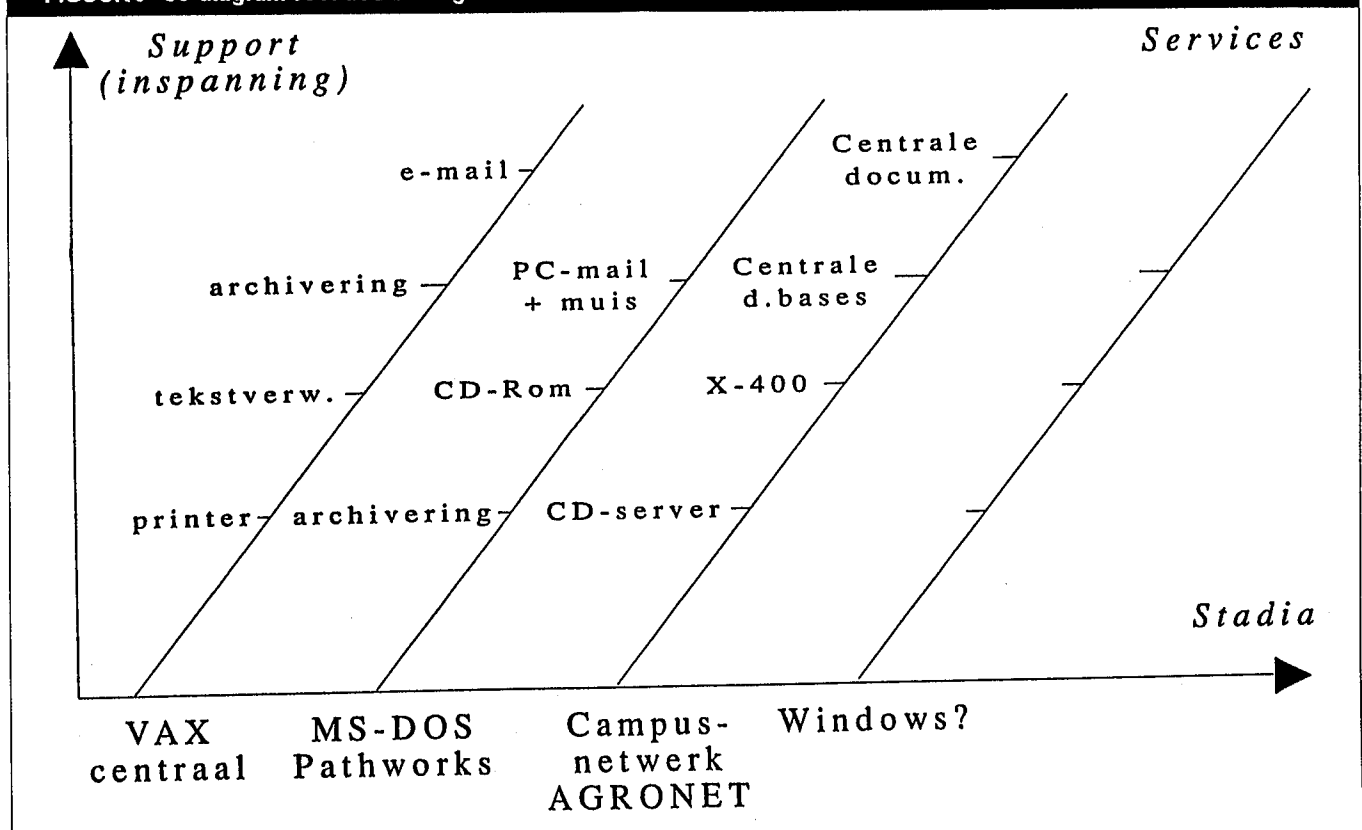 Support
(inspanning)
Services
e-mail
Centrale
docum.
archivering
PC-mail
+ muis
Centrale
d.bases
tekstverw.
CD-Rom
X-400
printer
archivering
CD-server
Stadia
VAX
centraal
MS-DOS
Pathworks
Campus-
netwerk
AGRONET
Windows?